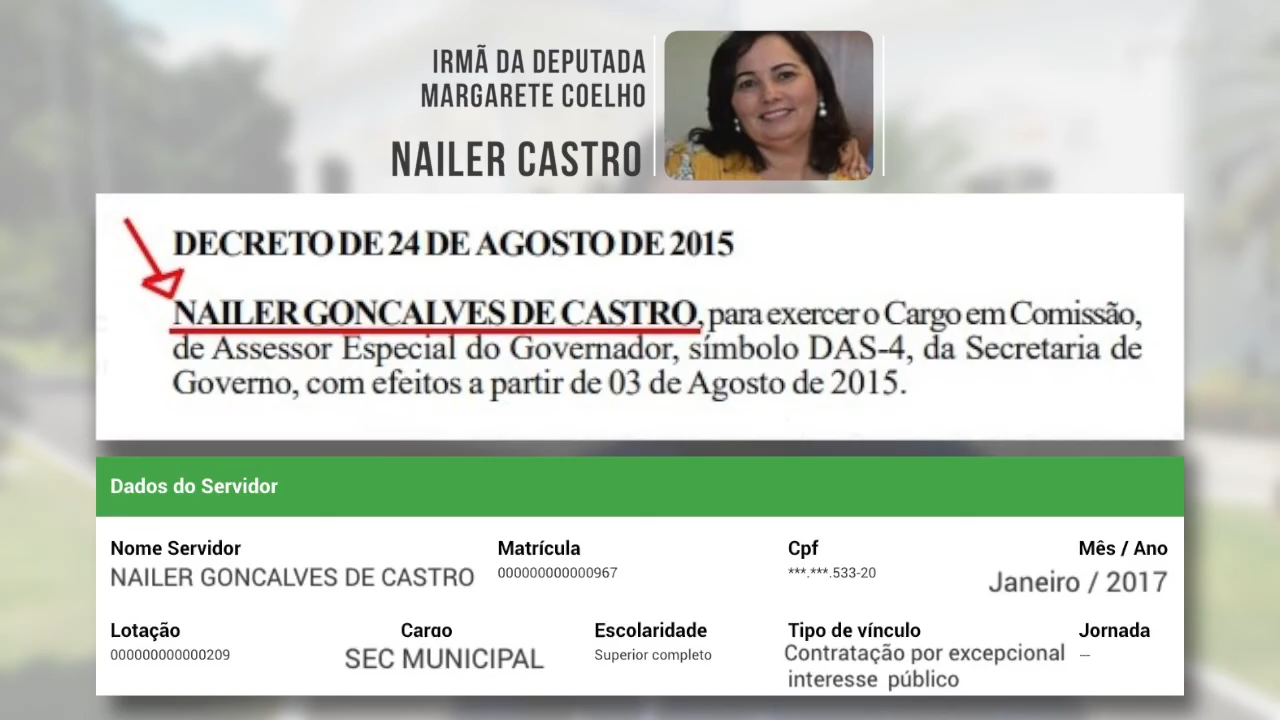 IRMÃ DA DEPUTADA
MARGARETE COELHO
NAILER CASTRO
DECRETO DE 24 DE AGOSTO DE 2015
NAILER GONCALVES DE CASTRO, para exercer o Cargo em Comissão,
de Assessor Especial do Governador, símbolo DAS-4, da Secretaria de
Governo, com efeitos a partir de 03 de Agosto de 2015.
Dados do Servidor
Nome Servidor Matrícula Cpf Mês / Ano
NAILER GONCALVES DE CASTRO 000000000000967 ***.***.533-20 Janeiro / 2017
Lotação Cargo Escolaridade Tipo de vínculo Jornada
000000000000209 SEC MUNICIPAL Superior completo Contratação por excepcional —
interesse público